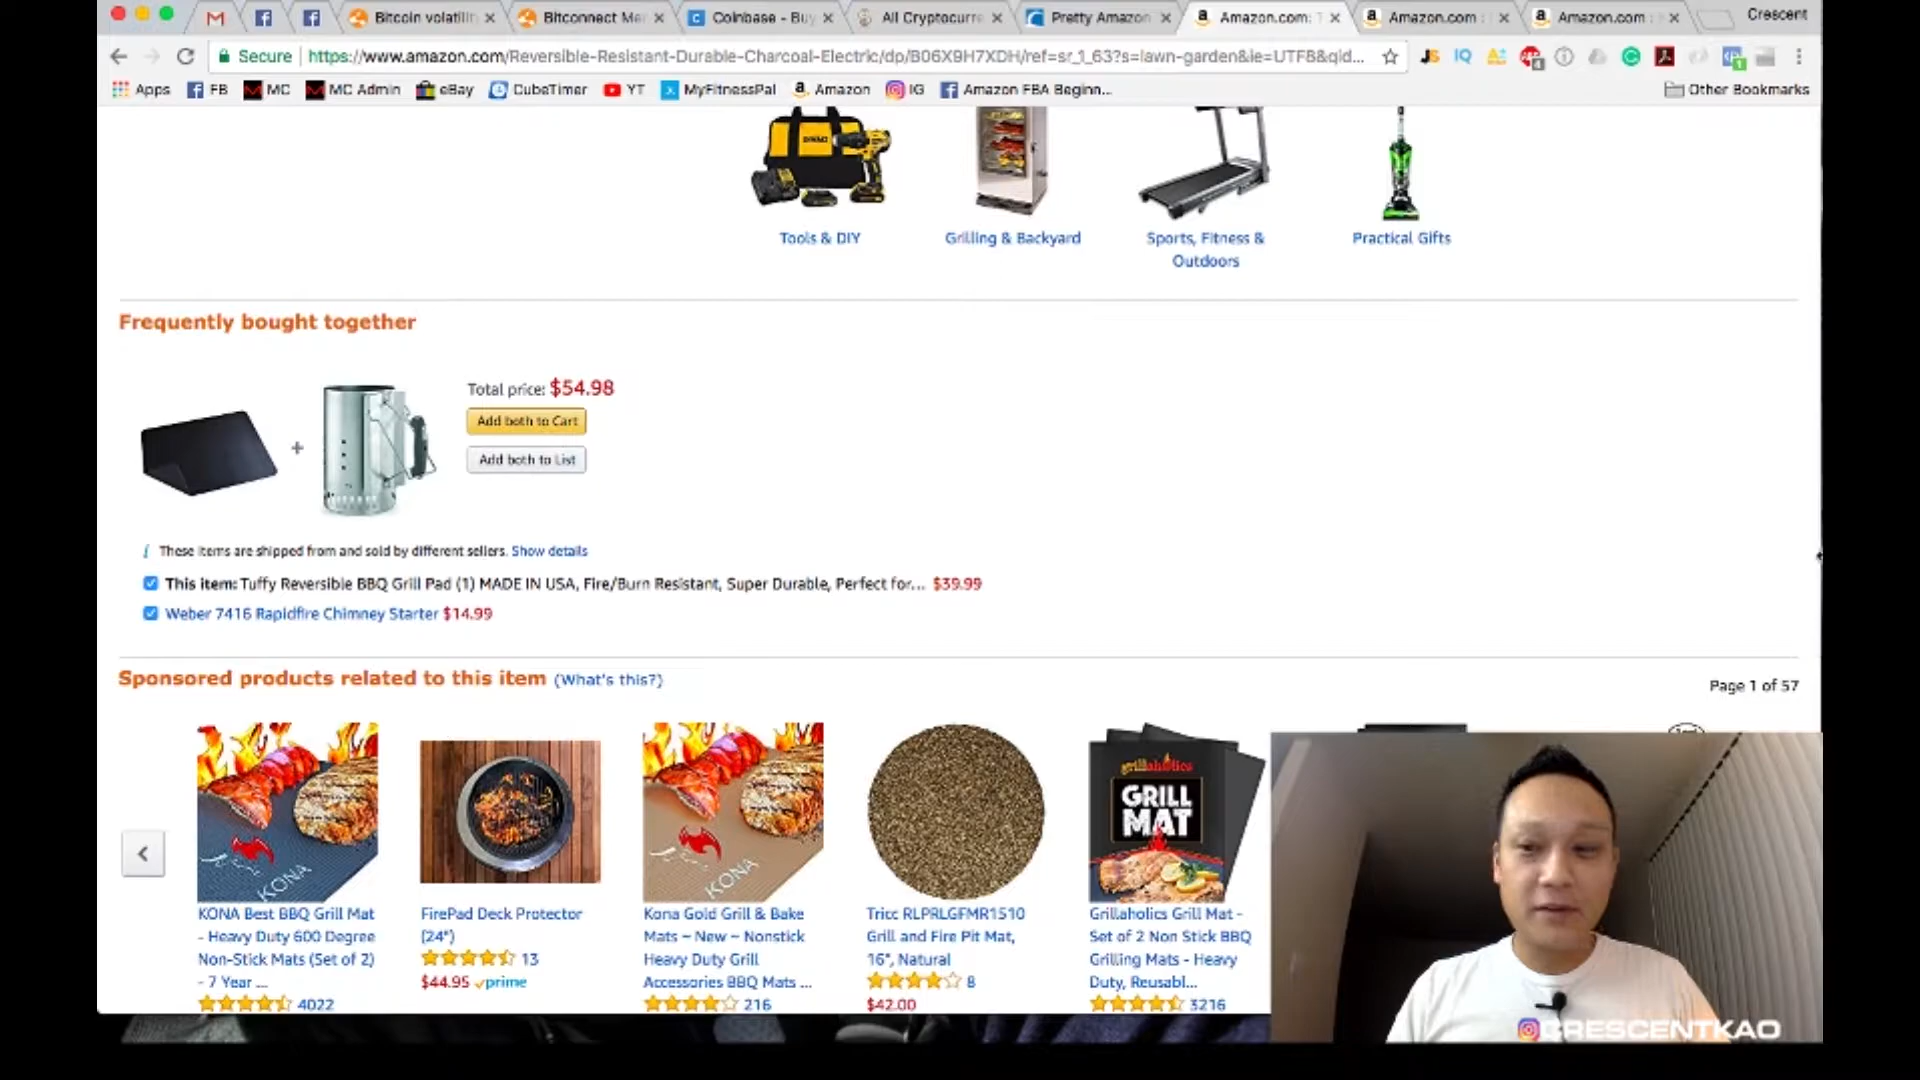 Bitcoin volatilit
Bitconnect Me
Coinbase - Buy
All Cryptocurre
Pretty Amazon
Amazon.com: T
Amazon.com :
Amazon.com :
Crescent
Secure
https://www.amazon.com/Reversible-Resistant-Durable-Charcoal-Electric/dp/B06X9H7XDH/ref=sr_1_63?s=lawn-garden&ie=UTF8&qid...
Apps FB MC MC Admin eBay CubeTimer YT MyFitnessPal Amazon IG Amazon FBA Beginn... Other Bookmarks
Tools & DIY
Grilling & Backyard
Sports, Fitness &
Outdoors
Practical Gifts
Frequently bought together
Total price: $54.98
Add both to Cart
Add both to List
These items are shipped from and sold by different sellers. Show details
This item: Tuffy Reversible BBQ Grill Pad (1) MADE IN USA, Fire/Burn Resistant, Super Durable, Perfect for... $39.99
Weber 7416 Rapidfire Chimney Starter $14.99
Sponsored products related to this item (What's this?)
Page 1 of 57
KONA
KONA Best BBQ Grill Mat
- Heavy Duty 600 Degree
Non-Stick Mats (Set of 2)
- 7 Year ...
4022
FirePad Deck Protector
(24")
13
$44.95 prime
KONA
Kona Gold Grill & Bake
Mats ~ New ~ Nonstick
Heavy Duty Grill
Accessories BBQ Mats ...
216
Tricc RLPRLGFMR1510
Grill and Fire Pit Mat,
16", Natural
8
$42.00
grillaholics
GRILL
MAT
Grillaholics Grill Mat -
Set of 2 Non Stick BBQ
Grilling Mats - Heavy
Duty, Reusabl...
3216
@CRESCENTKAO